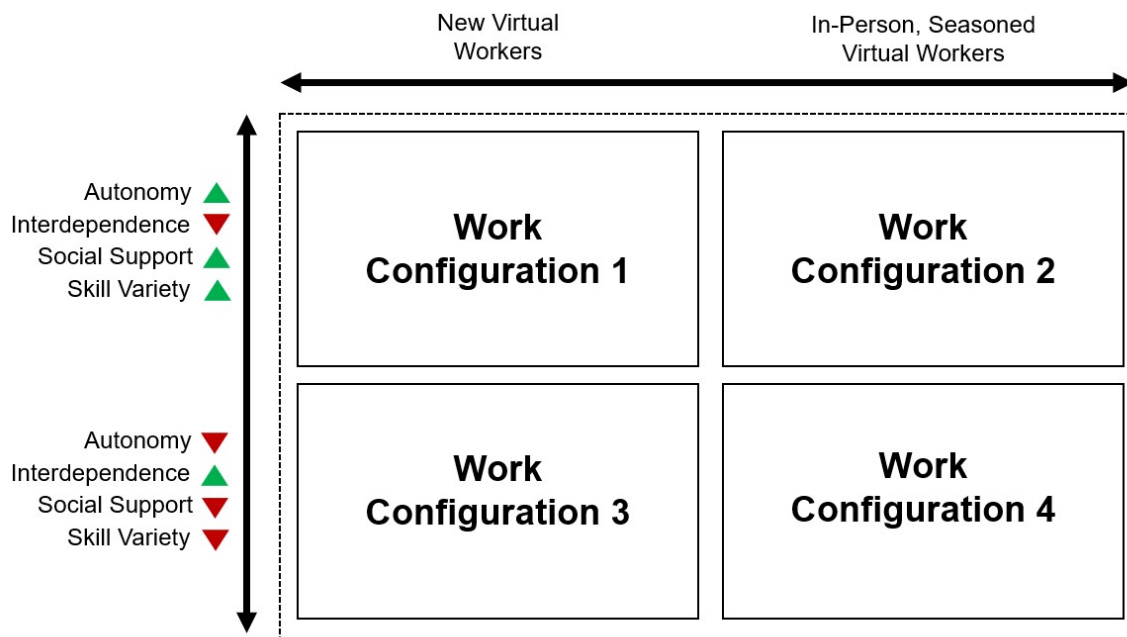 New Virtual
Workers
In-Person, Seasoned
Virtual Workers
Autonomy
Interdependence
Social Support
Skill Variety
Work
Configuration 1
Work
Configuration 2
Autonomy
Interdependence
Social Support
Skill Variety
Work
Configuration 3
Work
Configuration 4